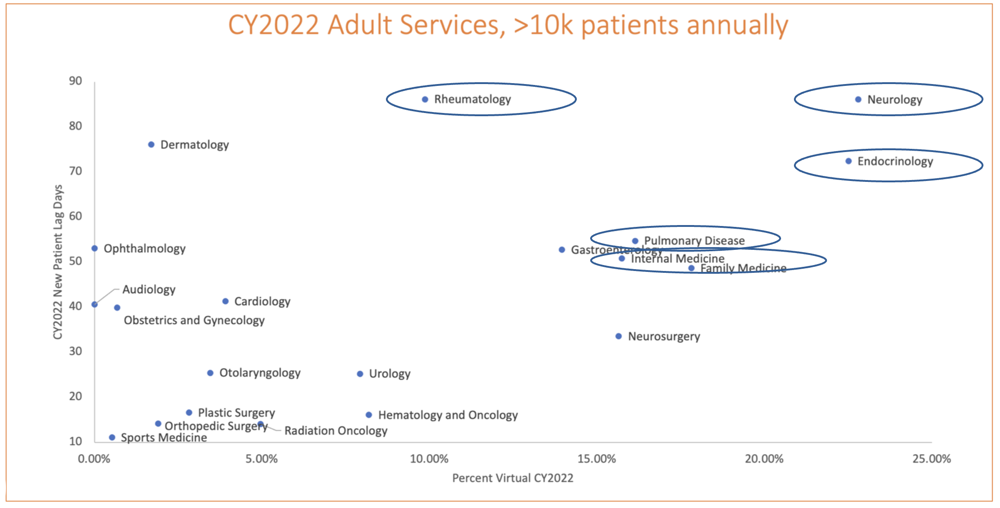 CY2022 Adult Services, >10k patients annually
90
Rheumatology
Neurology
80
Dermatology
70
Endocrinology
CY2022 New Patient Lag Days
60
Pulmonary Disease
Ophthalmology
Gastroenterology
50
Internal Medicine
Family Medicine
Audiology
40
Cardiology
Obstetrics and Gynecology
Neurosurgery
30
Otolaryngology
Urology
20
Plastic Surgery
Hematology and Oncology
Orthopedic Surgery
Radiation Oncology
Sports Medicine
10
0.00% 5.00% 10.00% 15.00% 20.00% 25.00%
Percent Virtual CY2022